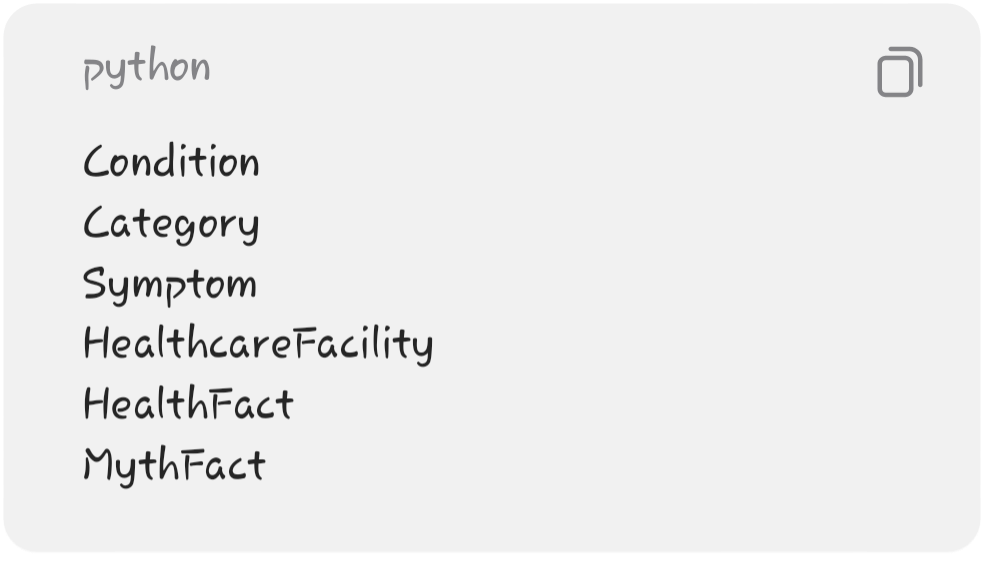 python
Condition
Category
Symptom
HealthcareFacility
HealthFact
MythFact